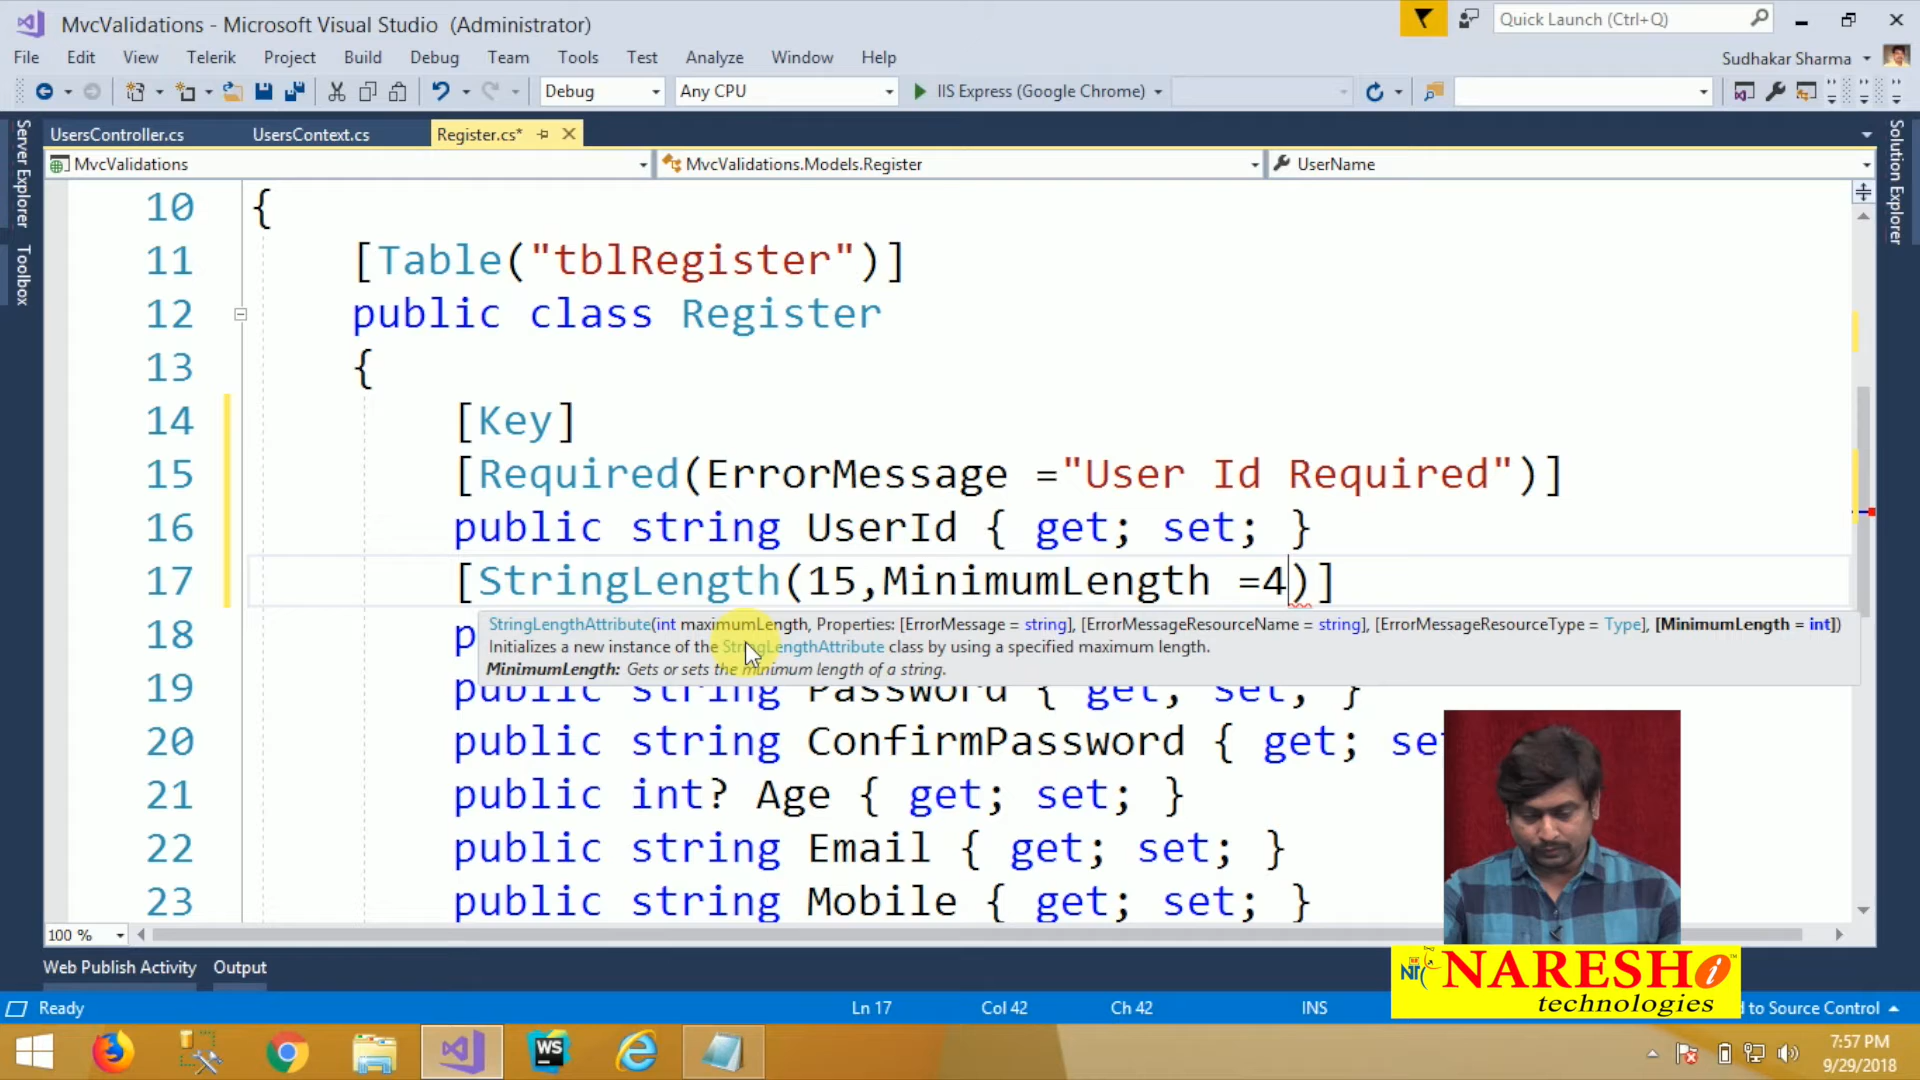 MvcValidations - Microsoft Visual Studio (Administrator)
Quick Launch (Ctrl+Q)
File Edit View Telerik Project Build Debug Team Tools Test Analyze Window Help
Sudhakar Sharma
Debug Any CPU IIS Express (Google Chrome)
Server Explorer
Toolbox
Solution Explorer
UsersController.cs UsersContext.cs Register.cs*
MvcValidations MvcValidations.Models.Register UserName
10 {
11 [Table("tblRegister")]
12 public class Register
13 {
14 [Key]
15 [Required(ErrorMessage ="User Id Required")]
16 public string UserId { get; set; }
17 [StringLength(15,MinimumLength =4)]
StringLengthAttribute(int maximumLength, Properties: [ErrorMessage = string], [ErrorMessageResourceName = string], [ErrorMessageResourceType = Type], [MinimumLength = int])
Initializes a new instance of the StringLengthAttribute class by using a specified maximum length.
MinimumLength: Gets or sets the minimum length of a string.
18 p
19 public string Password { get; set; }
20 public string ConfirmPassword { get; set
21 public int? Age { get; set; }
22 public string Email { get; set; }
23 public string Mobile { get; set; }
100 %
Web Publish Activity Output
NARESH i
technologies
Ready Ln 17 Col 42 Ch 42 INS d to Source Control
WS
7:57 PM
9/29/2018